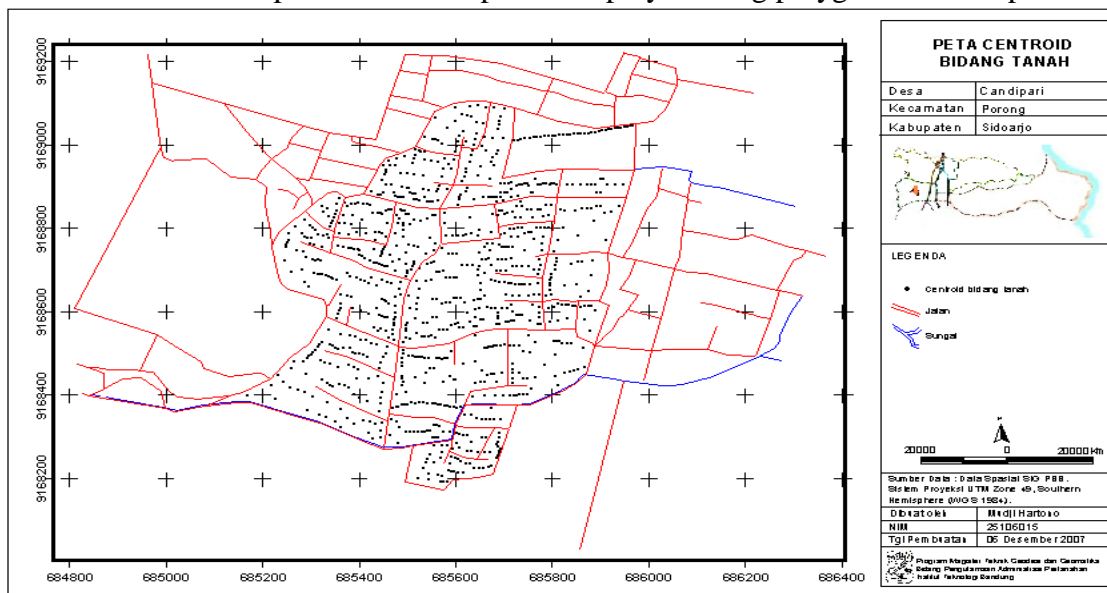 PETA CENTROID
BIDANG TANAH
Desa Candipari
Kecamatan Porong
Kabupaten Sidoarjo
LEGENDA
Centroid bidang tanah
Jalan
Sungai
20000 0 20000 km
Sumber Data : Data Spasial SIG PBB.
Sistem Proyeksi UTM Zone 49, Southern
Hemisphere (WGS 1984).
Dibuat oleh Mudji Hartono
NIM 25106015
Tgl Pembuatan 06 Desember 2007
Program Magister Teknik Geodesi dan Geomatika
Bidang Pengutamaan Administrasi Pertanahan
Institut Teknologi Bandung
9169200
9169000
9168800
9168600
9168400
9168200
684800 685000 685200 685400 685600 685800 686000 686200 686400